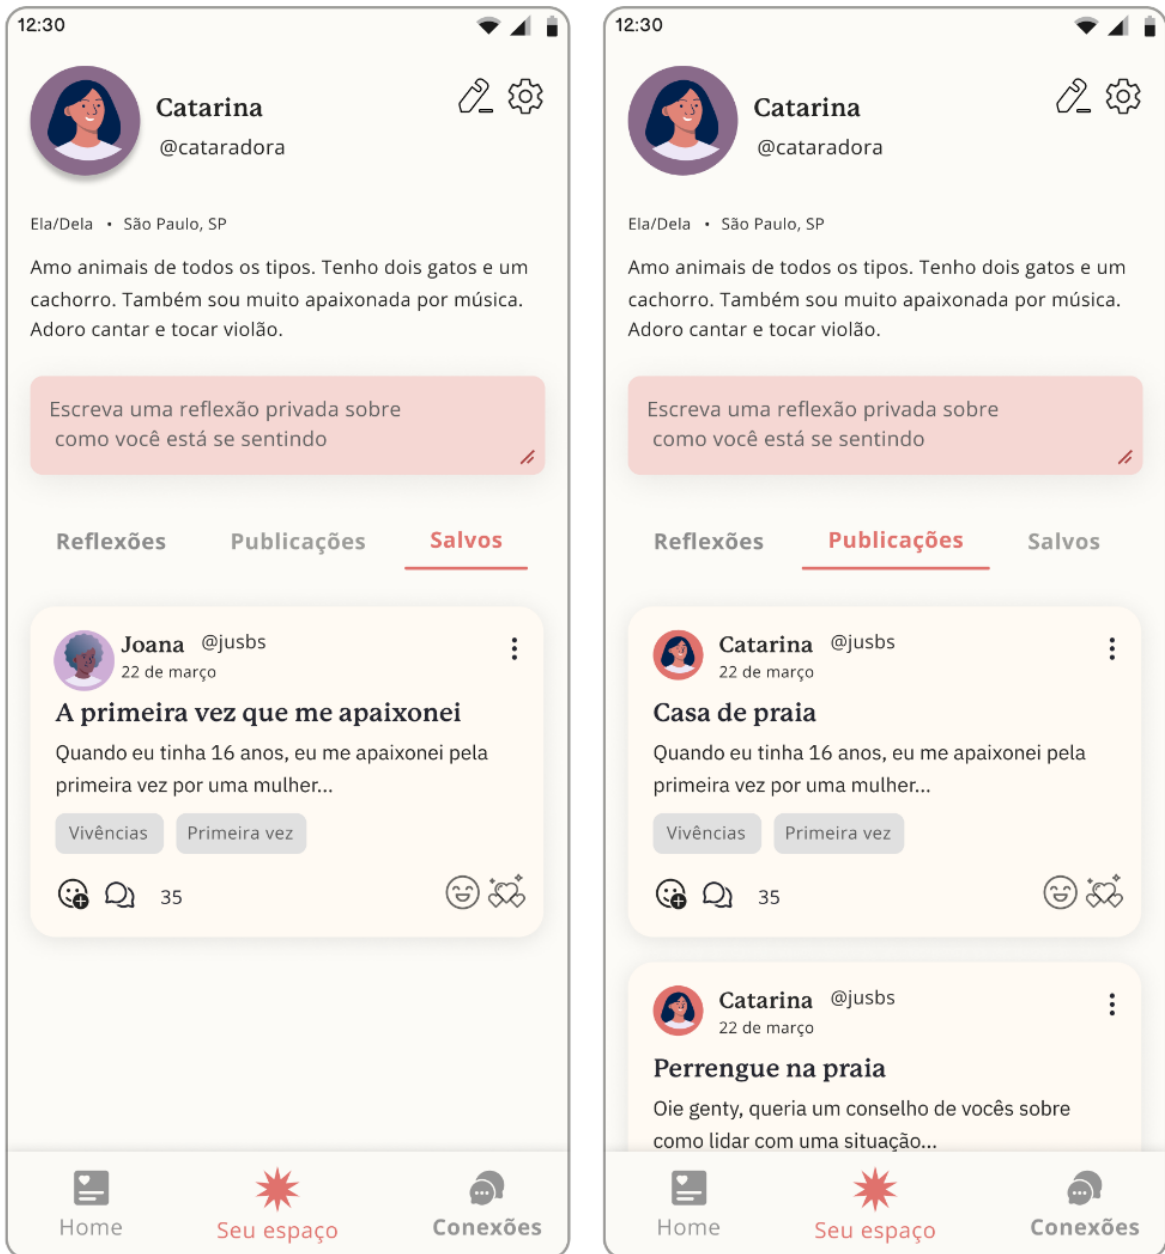 12:30
Catarina
@cataradora
Ela/Dela • São Paulo, SP
Amo animais de todos os tipos. Tenho dois gatos e um
cachorro. Também sou muito apaixonada por música.
Adoro cantar e tocar violão.
Escreva uma reflexão privada sobre
como você está se sentindo
Reflexões Publicações Salvos
Joana @jusbs
22 de março
A primeira vez que me apaixonei
Quando eu tinha 16 anos, eu me apaixonei pela
primeira vez por uma mulher...
Vivências Primeira vez
35
Home Seu espaço Conexões
12:30
Catarina
@cataradora
Ela/Dela • São Paulo, SP
Amo animais de todos os tipos. Tenho dois gatos e um
cachorro. Também sou muito apaixonada por música.
Adoro cantar e tocar violão.
Escreva uma reflexão privada sobre
como você está se sentindo
Reflexões Publicações Salvos
Catarina @jusbs
22 de março
Casa de praia
Quando eu tinha 16 anos, eu me apaixonei pela
primeira vez por uma mulher...
Vivências Primeira vez
35
Catarina @jusbs
22 de março
Perrengue na praia
Oie genty, queria um conselho de vocês sobre
como lidar com uma situação...
Home Seu espaço Conexões